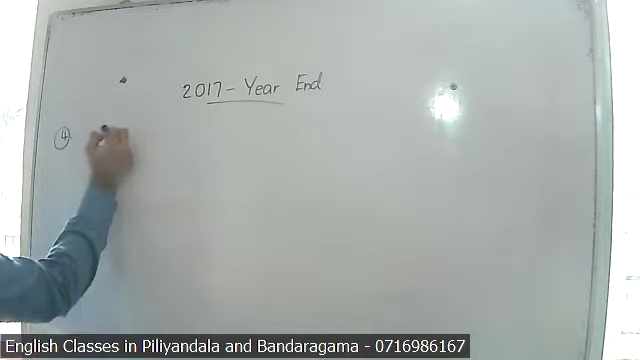 2017 - Year End
4
English Classes in Piliyandala and Bandaragama - 0716986167